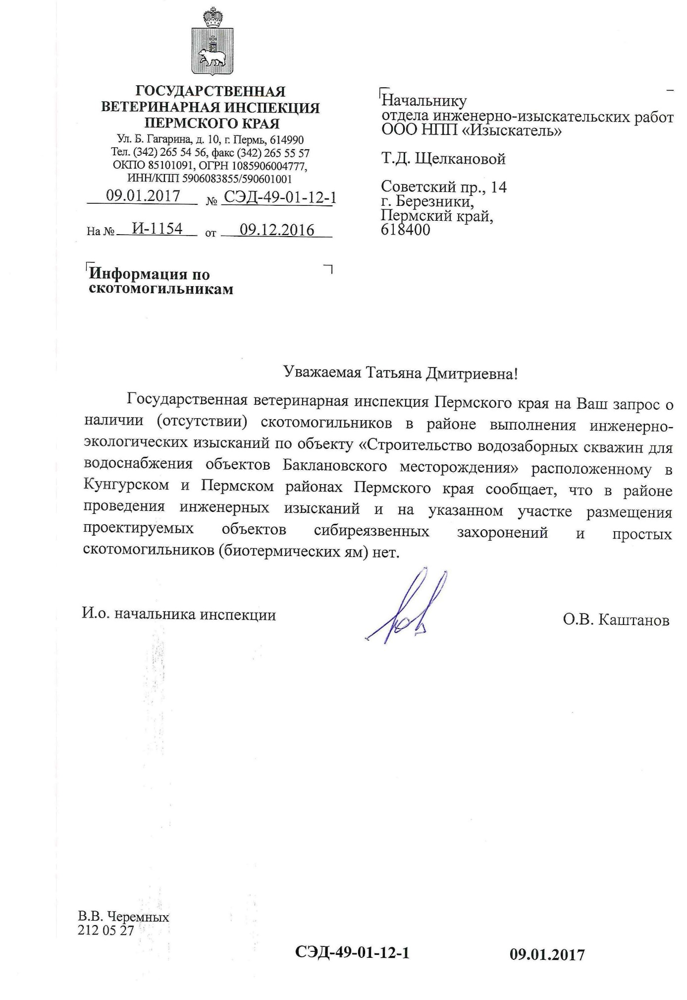 ГОСУДАРСТВЕННАЯ
ВЕТЕРИНАРНАЯ ИНСПЕКЦИЯ
ПЕРМСКОГО КРАЯ
Ул. Б. Гагарина, д. 10, г. Пермь, 614990
Тел. (342) 265 54 56, факс (342) 265 55 57
ОКПО 85101091, ОГРН 1085906004777,
ИНН/КПП 5906083855/590601001
09.01.2017 № СЭД-49-01-12-1
На № И-1154 от 09.12.2016
Начальнику
отдела инженерно-изыскательских работ
ООО НПП «Изыскатель»
Т.Д. Щелкановой
Советский пр., 14
г. Березники,
Пермский край,
618400
Информация по
скотомогильникам
Уважаемая Татьяна Дмитриевна!
Государственная ветеринарная инспекция Пермского края на Ваш запрос о
наличии (отсутствии) скотомогильников в районе выполнения инженерно-
экологических изысканий по объекту «Строительство водозаборных скважин для
водоснабжения объектов Баклановского месторождения» расположенному в
Кунгурском и Пермском районах Пермского края сообщает, что в районе
проведения инженерных изысканий и на указанном участке размещения
проектируемых объектов сибиреязвенных захоронений и простых
скотомогильников (биотермических ям) нет.
И.о. начальника инспекции О.В. Каштанов
В.В. Черемных
212 05 27
СЭД-49-01-12-1 09.01.2017